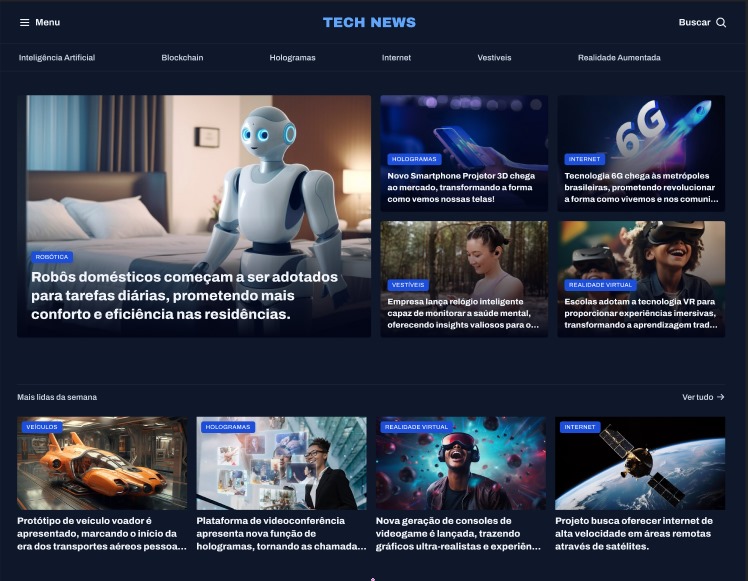 Menu
TECH NEWS
Buscar
Inteligência Artificial
Blockchain
Hologramas
Internet
Vestíveis
Realidade Aumentada
ROBÓTICA
Robôs domésticos começam a ser adotados
para tarefas diárias, prometendo mais
conforto e eficiência nas residências.
HOLOGRAMAS
Novo Smartphone Projetor 3D chega
ao mercado, transformando a forma
como vemos nossas telas!
6G
INTERNET
Tecnologia 6G chega às metrópoles
brasileiras, prometendo revolucionar
a forma como vivemos e nos comuni...
VESTÍVEIS
Empresa lança relógio inteligente
capaz de monitorar a saúde mental,
oferecendo insights valiosos para o...
REALIDADE VIRTUAL
Escolas adotam a tecnologia VR para
proporcionar experiências imersivas,
transformando a aprendizagem trad...
Mais lidas da semana
Ver tudo
VEÍCULOS
Protótipo de veículo voador é
apresentado, marcando o início da
era dos transportes aéreos pessoa...
HOLOGRAMAS
Plataforma de videoconferência
apresenta nova função de
hologramas, tornando as chamada...
REALIDADE VIRTUAL
Nova geração de consoles de
videogame é lançada, trazendo
gráficos ultra-realistas e experiên...
INTERNET
Projeto busca oferecer internet de
alta velocidade em áreas remotas
através de satélites.